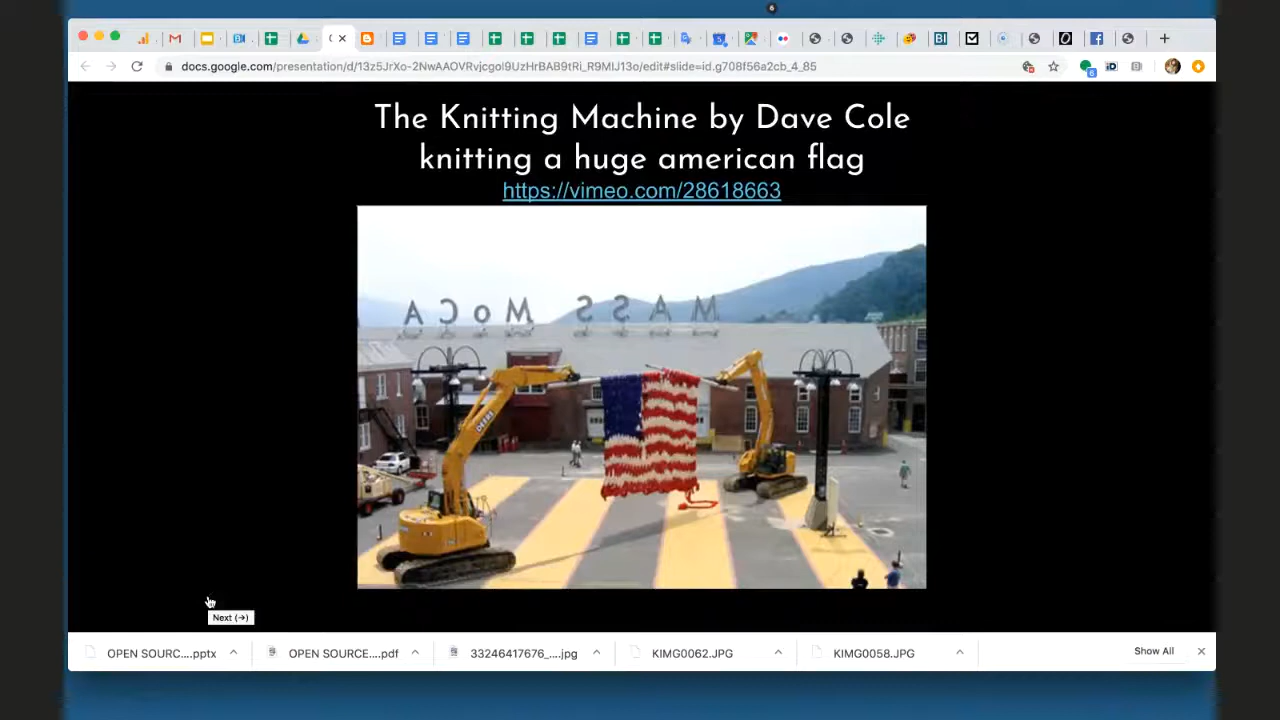 docs.google.com/presentation/d/13z5JrXo-2NwAAOVRvjcgol9UzHrBAB9tRi_R9MIJ13o/edit#slide=id.g708f56a2cb_4_85
The Knitting Machine by Dave Cole
knitting a huge american flag
https://vimeo.com/28618663
MASS MoCA
DEERE
Next (→)
OPEN SOURC....pptx
OPEN SOURCE....pdf
33246417676_....jpg
KIMG0062.JPG
KIMG0058.JPG
Show All